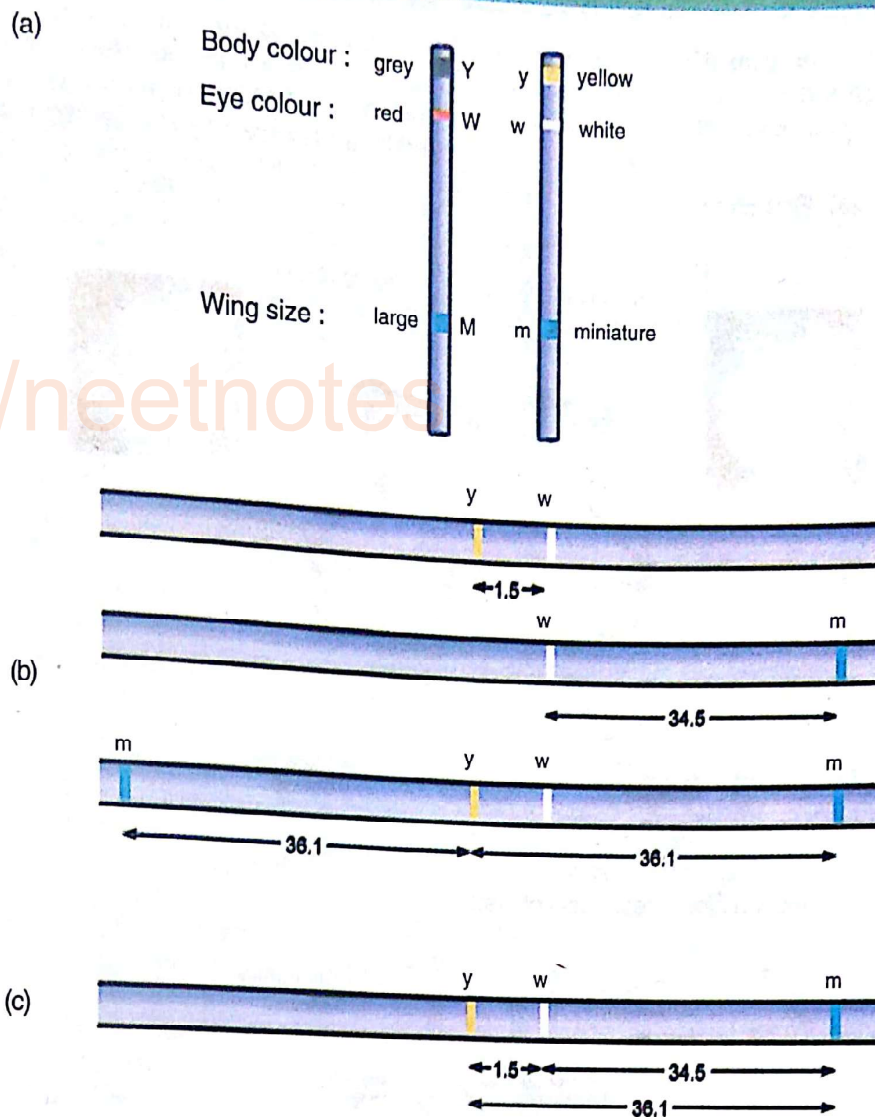 (a)
Body colour : grey Y y yellow
Eye colour : red W w white
Wing size : large M m miniature
/neetnotes
y w
1.5
w m
(b)
34.5
m y w m
36.1 36.1
(c)
y w m
1.5 34.5
36.1